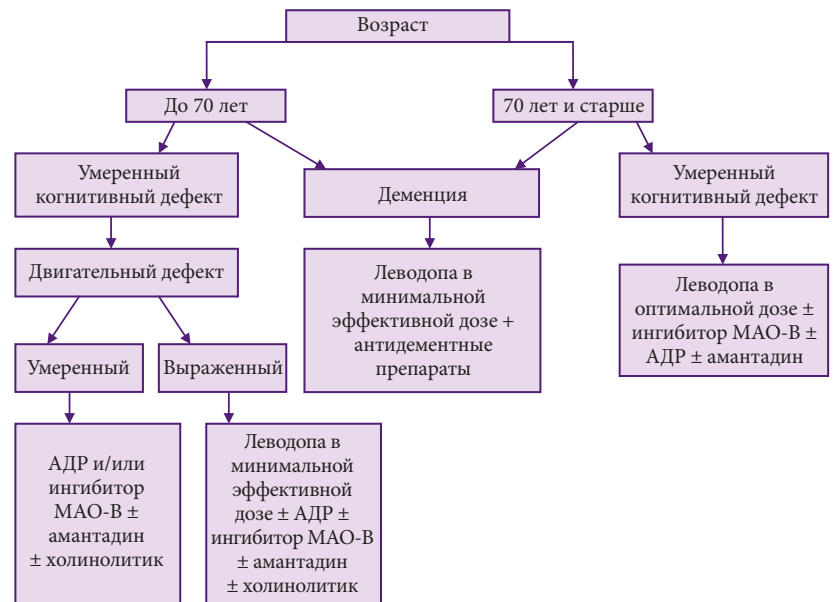 Возраст
До 70 лет
70 лет и старше
Умеренный
когнитивный дефект
Деменция
Умеренный
когнитивный дефект
Двигательный дефект
Леводопа в
минимальной
эффективной дозе +
антидементные
препараты
Леводопа в
оптимальной дозе ±
ингибитор МАО-В ±
АДР ± амантадин
Умеренный
Выраженный
АДР и/или
ингибитор
МАО-В ±
амантадин
± холинолитик
Леводопа в
минимальной
эффективной
дозе ± АДР ±
ингибитор МАО-В
± амантадин
± холинолитик